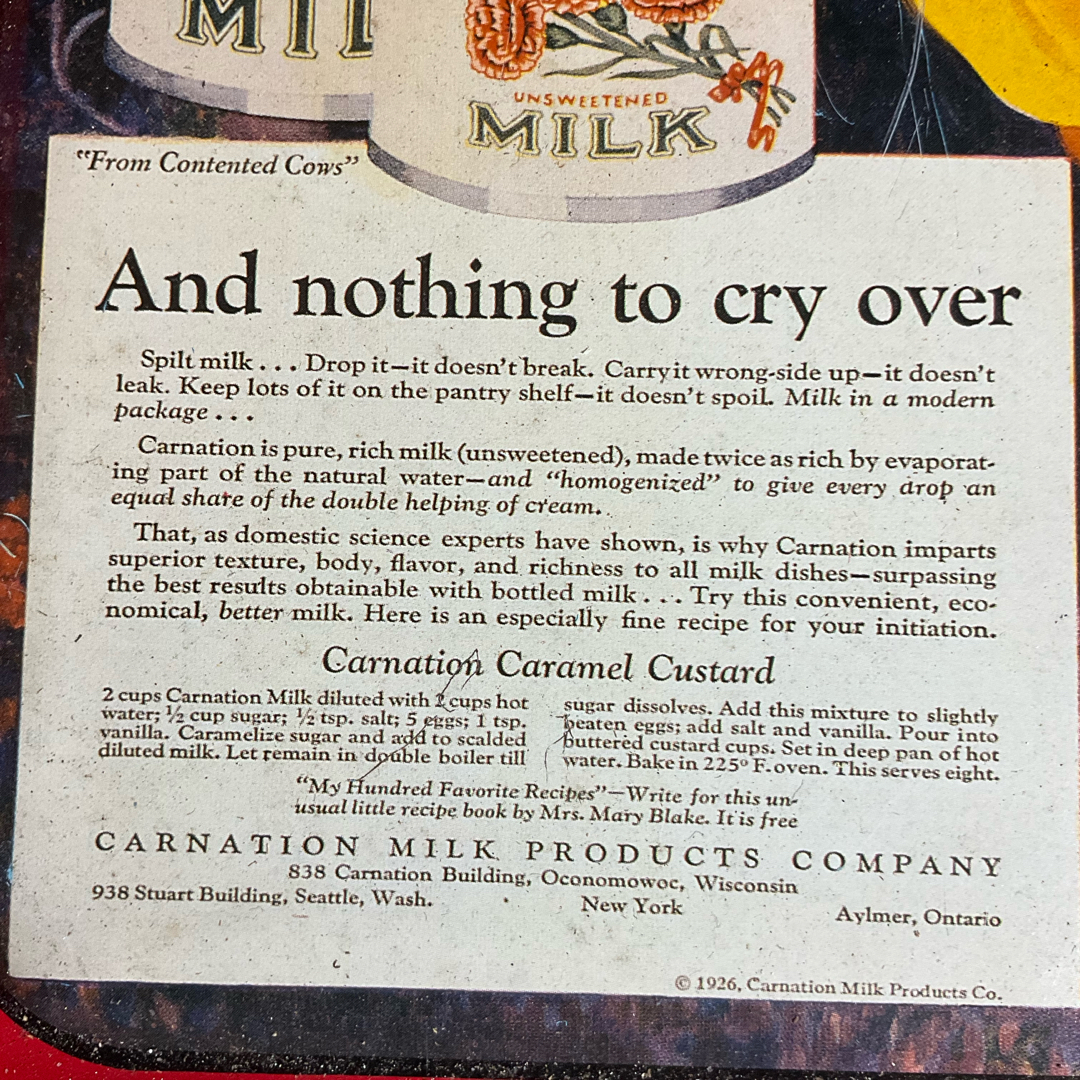 MIL
UNSWEETENED
MILK
“From Contented Cows”
And nothing to cry over
Spilt milk . . . Drop it—it doesn’t break. Carry it wrong-side up—it doesn’t
leak. Keep lots of it on the pantry shelf—it doesn’t spoil. Milk in a modern
package . . .
Carnation is pure, rich milk (unsweetened), made twice as rich by evaporat-
ing part of the natural water—and “homogenized” to give every drop an
equal share of the double helping of cream.
That, as domestic science experts have shown, is why Carnation imparts
superior texture, body, flavor, and richness to all milk dishes—surpassing
the best results obtainable with bottled milk . . . Try this convenient, eco-
nomical, better milk. Here is an especially fine recipe for your initiation.
Carnation Caramel Custard
2 cups Carnation Milk diluted with 2 cups hot
water; ½ cup sugar; ½ tsp. salt; 5 eggs; 1 tsp.
vanilla. Caramelize sugar and add to scalded
diluted milk. Let remain in double boiler till
sugar dissolves. Add this mixture to slightly
beaten eggs; add salt and vanilla. Pour into
buttered custard cups. Set in deep pan of hot
water. Bake in 225° F. oven. This serves eight.
“My Hundred Favorite Recipes”—Write for this un-
usual little recipe book by Mrs. Mary Blake. It is free
CARNATION MILK PRODUCTS COMPANY
838 Carnation Building, Oconomowoc, Wisconsin
938 Stuart Building, Seattle, Wash. New York Aylmer, Ontario
© 1926, Carnation Milk Products Co.